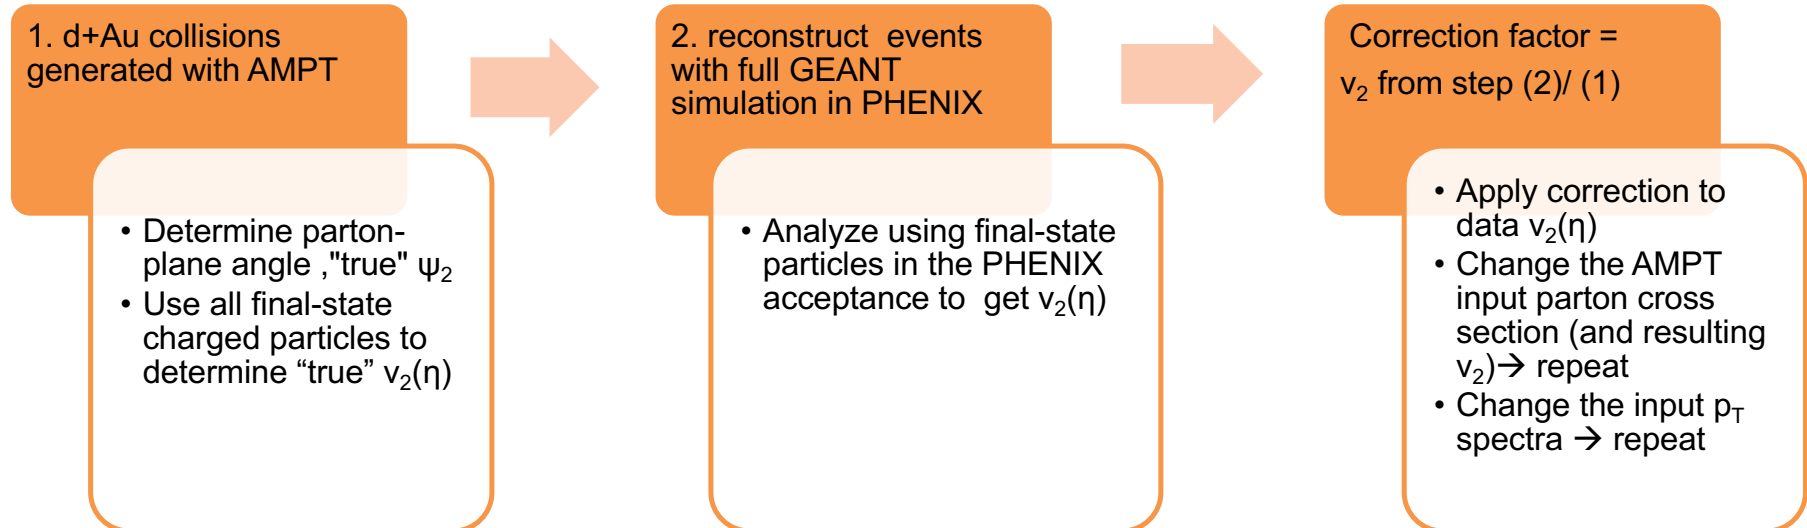 1. d+Au collisions
generated with AMPT
• Determine parton-
plane angle ,"true" ψ₂
• Use all final-state
charged particles to
determine “true” v₂(η)
2. reconstruct  events
with full GEANT
simulation in PHENIX
• Analyze using final-state
particles in the PHENIX
acceptance to  get v₂(η)
Correction factor =
v₂ from step (2)/ (1)
• Apply correction to
data v₂(η)
• Change the AMPT
input parton cross
section (and resulting
v₂)→ repeat
• Change the input p_T
spectra → repeat